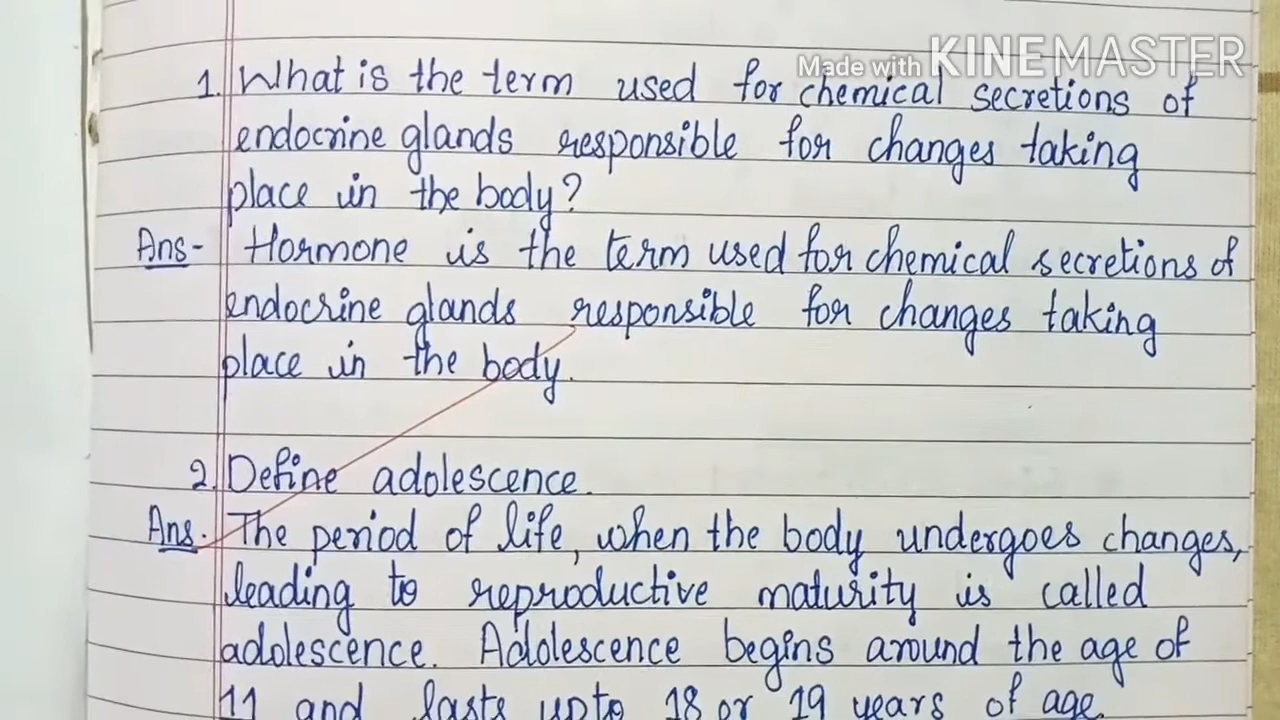 Made with KINEMASTER
1. What is the term used for chemical secretions of
endocrine glands responsible for changes taking
place in the body?
Ans- Hormone is the term used for chemical secretions of
endocrine glands responsible for changes taking
place in the body.
2. Define adolescence.
Ans. The period of life, when the body undergoes changes,
leading to reproductive maturity is called
adolescence. Adolescence begins around the age of
11 and lasts upto 18 or 19 years of age.